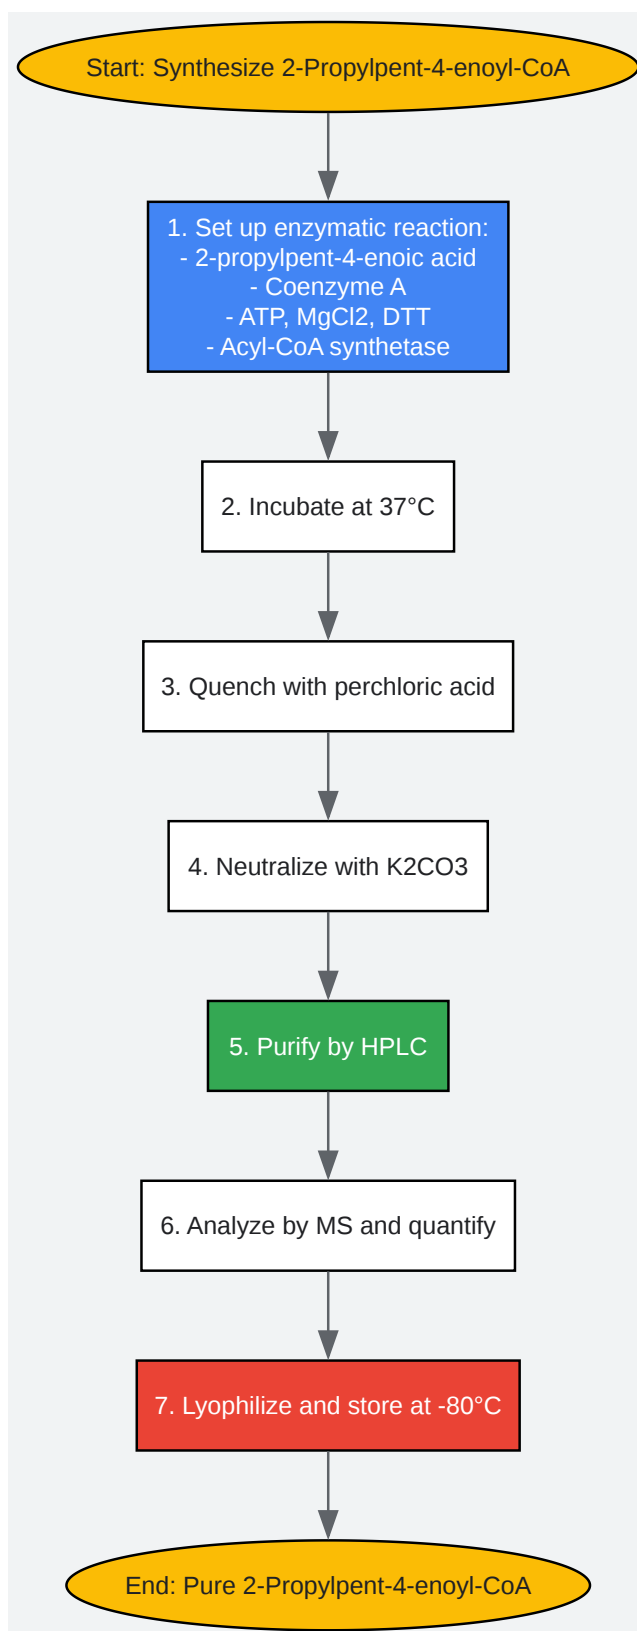 Start: Synthesize 2-Propylpent-4-enoyl-CoA
1. Set up enzymatic reaction:
- 2-propylpent-4-enoic acid
- Coenzyme A
- ATP, MgCl2, DTT
- Acyl-CoA synthetase
2. Incubate at 37°C
3. Quench with perchloric acid
4. Neutralize with K2CO3
5. Purify by HPLC
6. Analyze by MS and quantify
7. Lyophilize and store at -80°C
End: Pure 2-Propylpent-4-enoyl-CoA